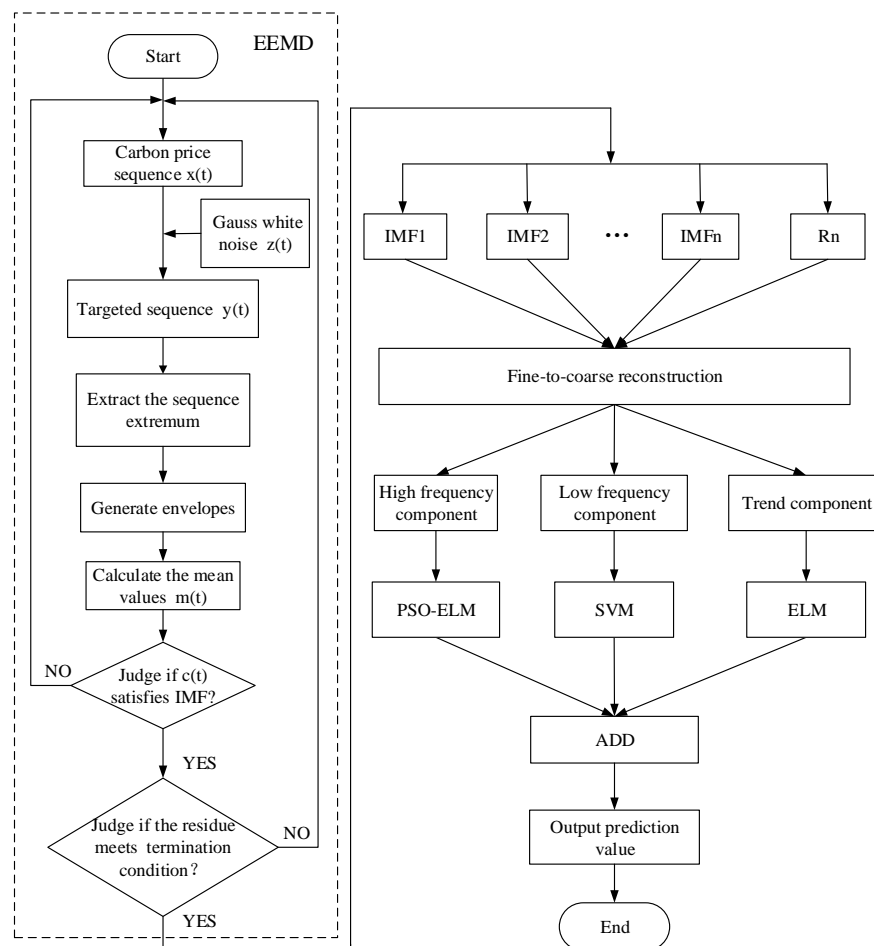 EEMD
Start
Carbon price
sequence x(t)
Gauss white
noise z(t)
Targeted sequence y(t)
Extract the sequence
extremum
Generate envelopes
Calculate the mean
values m(t)
NO
Judge if c(t)
satisfies IMF?
YES
Judge if the residue
meets termination
condition?
NO
YES
IMF1
IMF2
...
IMFn
Rn
Fine-to-coarse reconstruction
High frequency
component
Low frequency
component
Trend component
PSO-ELM
SVM
ELM
ADD
Output prediction
value
End